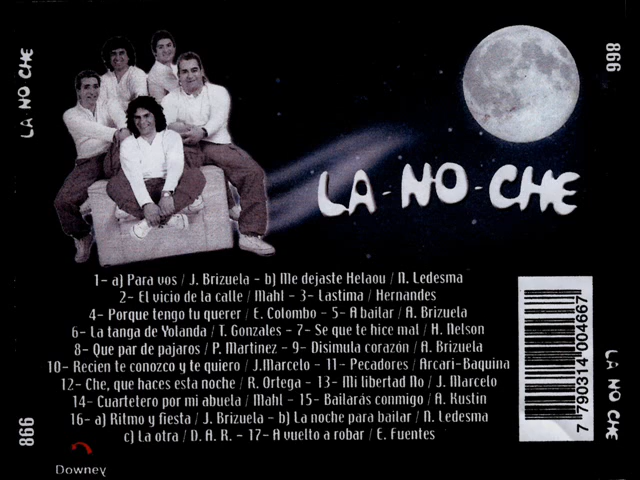 LA NO CHE
866
LA-NO-CHE
1- a) Para vos / J. Brizuela - b) Me dejaste Helaou / N. Ledesma
2- El vicio de la calle / Mahl - 3- Lastima / Hernandes
4- Porque tengo tu querer / E. Colombo - 5- A bailar / A. Brizuela
6- La tanga de Yolanda / T. Gonzales - 7- Se que te hice mal / H. Nelson
8- Que par de pajaros / P. Martinez - 9- Disimula corazón / A. Brizuela
10- Recien te conozco y te quiero / J.Marcelo - 11- Pecadores / Arcari-Baquina
12- Che, que haces esta noche / R. Ortega - 13- Mi libertad No / J. Marcelo
14- Cuartetero por mi abuela / Mahl - 15- Bailarás conmigo / A. Kustin
16- a) Ritmo y fiesta / J. Brizuela - b) La noche para bailar / N. Ledesma
c) La otra / D. A. R. - 17- A vuelto a robar / E. Fuentes
7 790314 004667
LA NO CHE
866
Downey